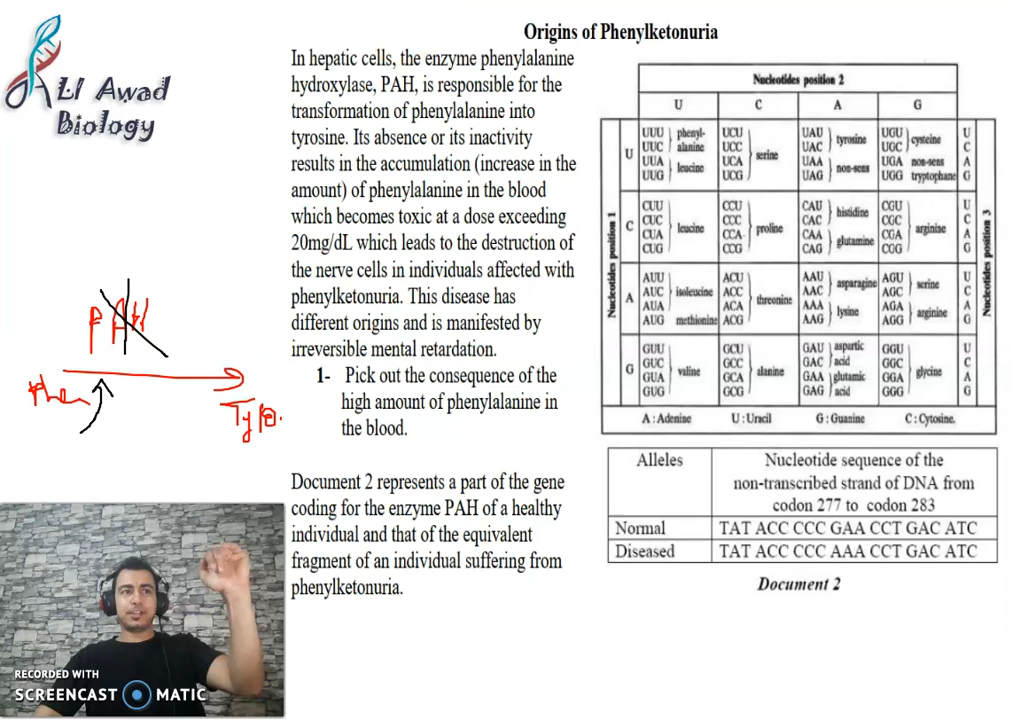 Origins of Phenylketonuria
ALI Awad
Biology
In hepatic cells, the enzyme phenylalanine
hydroxylase, PAH, is responsible for the
transformation of phenylalanine into
tyrosine. Its absence or its inactivity
results in the accumulation (increase in the
amount) of phenylalanine in the blood
which becomes toxic at a dose exceeding
20mg/dL which leads to the destruction of
the nerve cells in individuals affected with
phenylketonuria. This disease has
different origins and is manifested by
irreversible mental retardation.
1- Pick out the consequence of the
high amount of phenylalanine in
the blood.
Document 2 represents a part of the gene
coding for the enzyme PAH of a healthy
individual and that of the equivalent
fragment of an individual suffering from
phenylketonuria.
PAH
Phe
Tyro.
Nucleotides position 2
U C A G
Nucleotides position 1
Nucleotides position 3
U
UUU UUC phenyl-alanine UCU UCC UCA UCG serine UAU UAC tyrosine UGU UGC cysteine U C
UUA UUG leucine UAA UAG non-sens UGA non-sens UGG tryptophane A G
C
CUU CUC CUA CUG leucine CCU CCC CCA CCG proline CAU CAC histidine CGU CGC CGA CGG arginine U C
CAA CAG glutamine A G
A
AUU AUC AUA isoleucine ACU ACC ACA ACG threonine AAU AAC asparagine AGU AGC serine U C
AUG methionine AAA AAG lysine AGA AGG arginine A G
G
GUU GUC GUA GUG valine GCU GCC GCA GCG alanine GAU GAC aspartic acid GGU GGC GGA GGG glycine U C
GAA GAG glutamic acid A G
A : Adenine U : Uracil G : Guanine C : Cytosine.
Alleles Nucleotide sequence of the
non-transcribed strand of DNA from
codon 277 to codon 283
Normal TAT ACC CCC GAA CCT GAC ATC
Diseased TAT ACC CCC AAA CCT GAC ATC
Document 2
RECORDED WITH
SCREENCAST MATIC